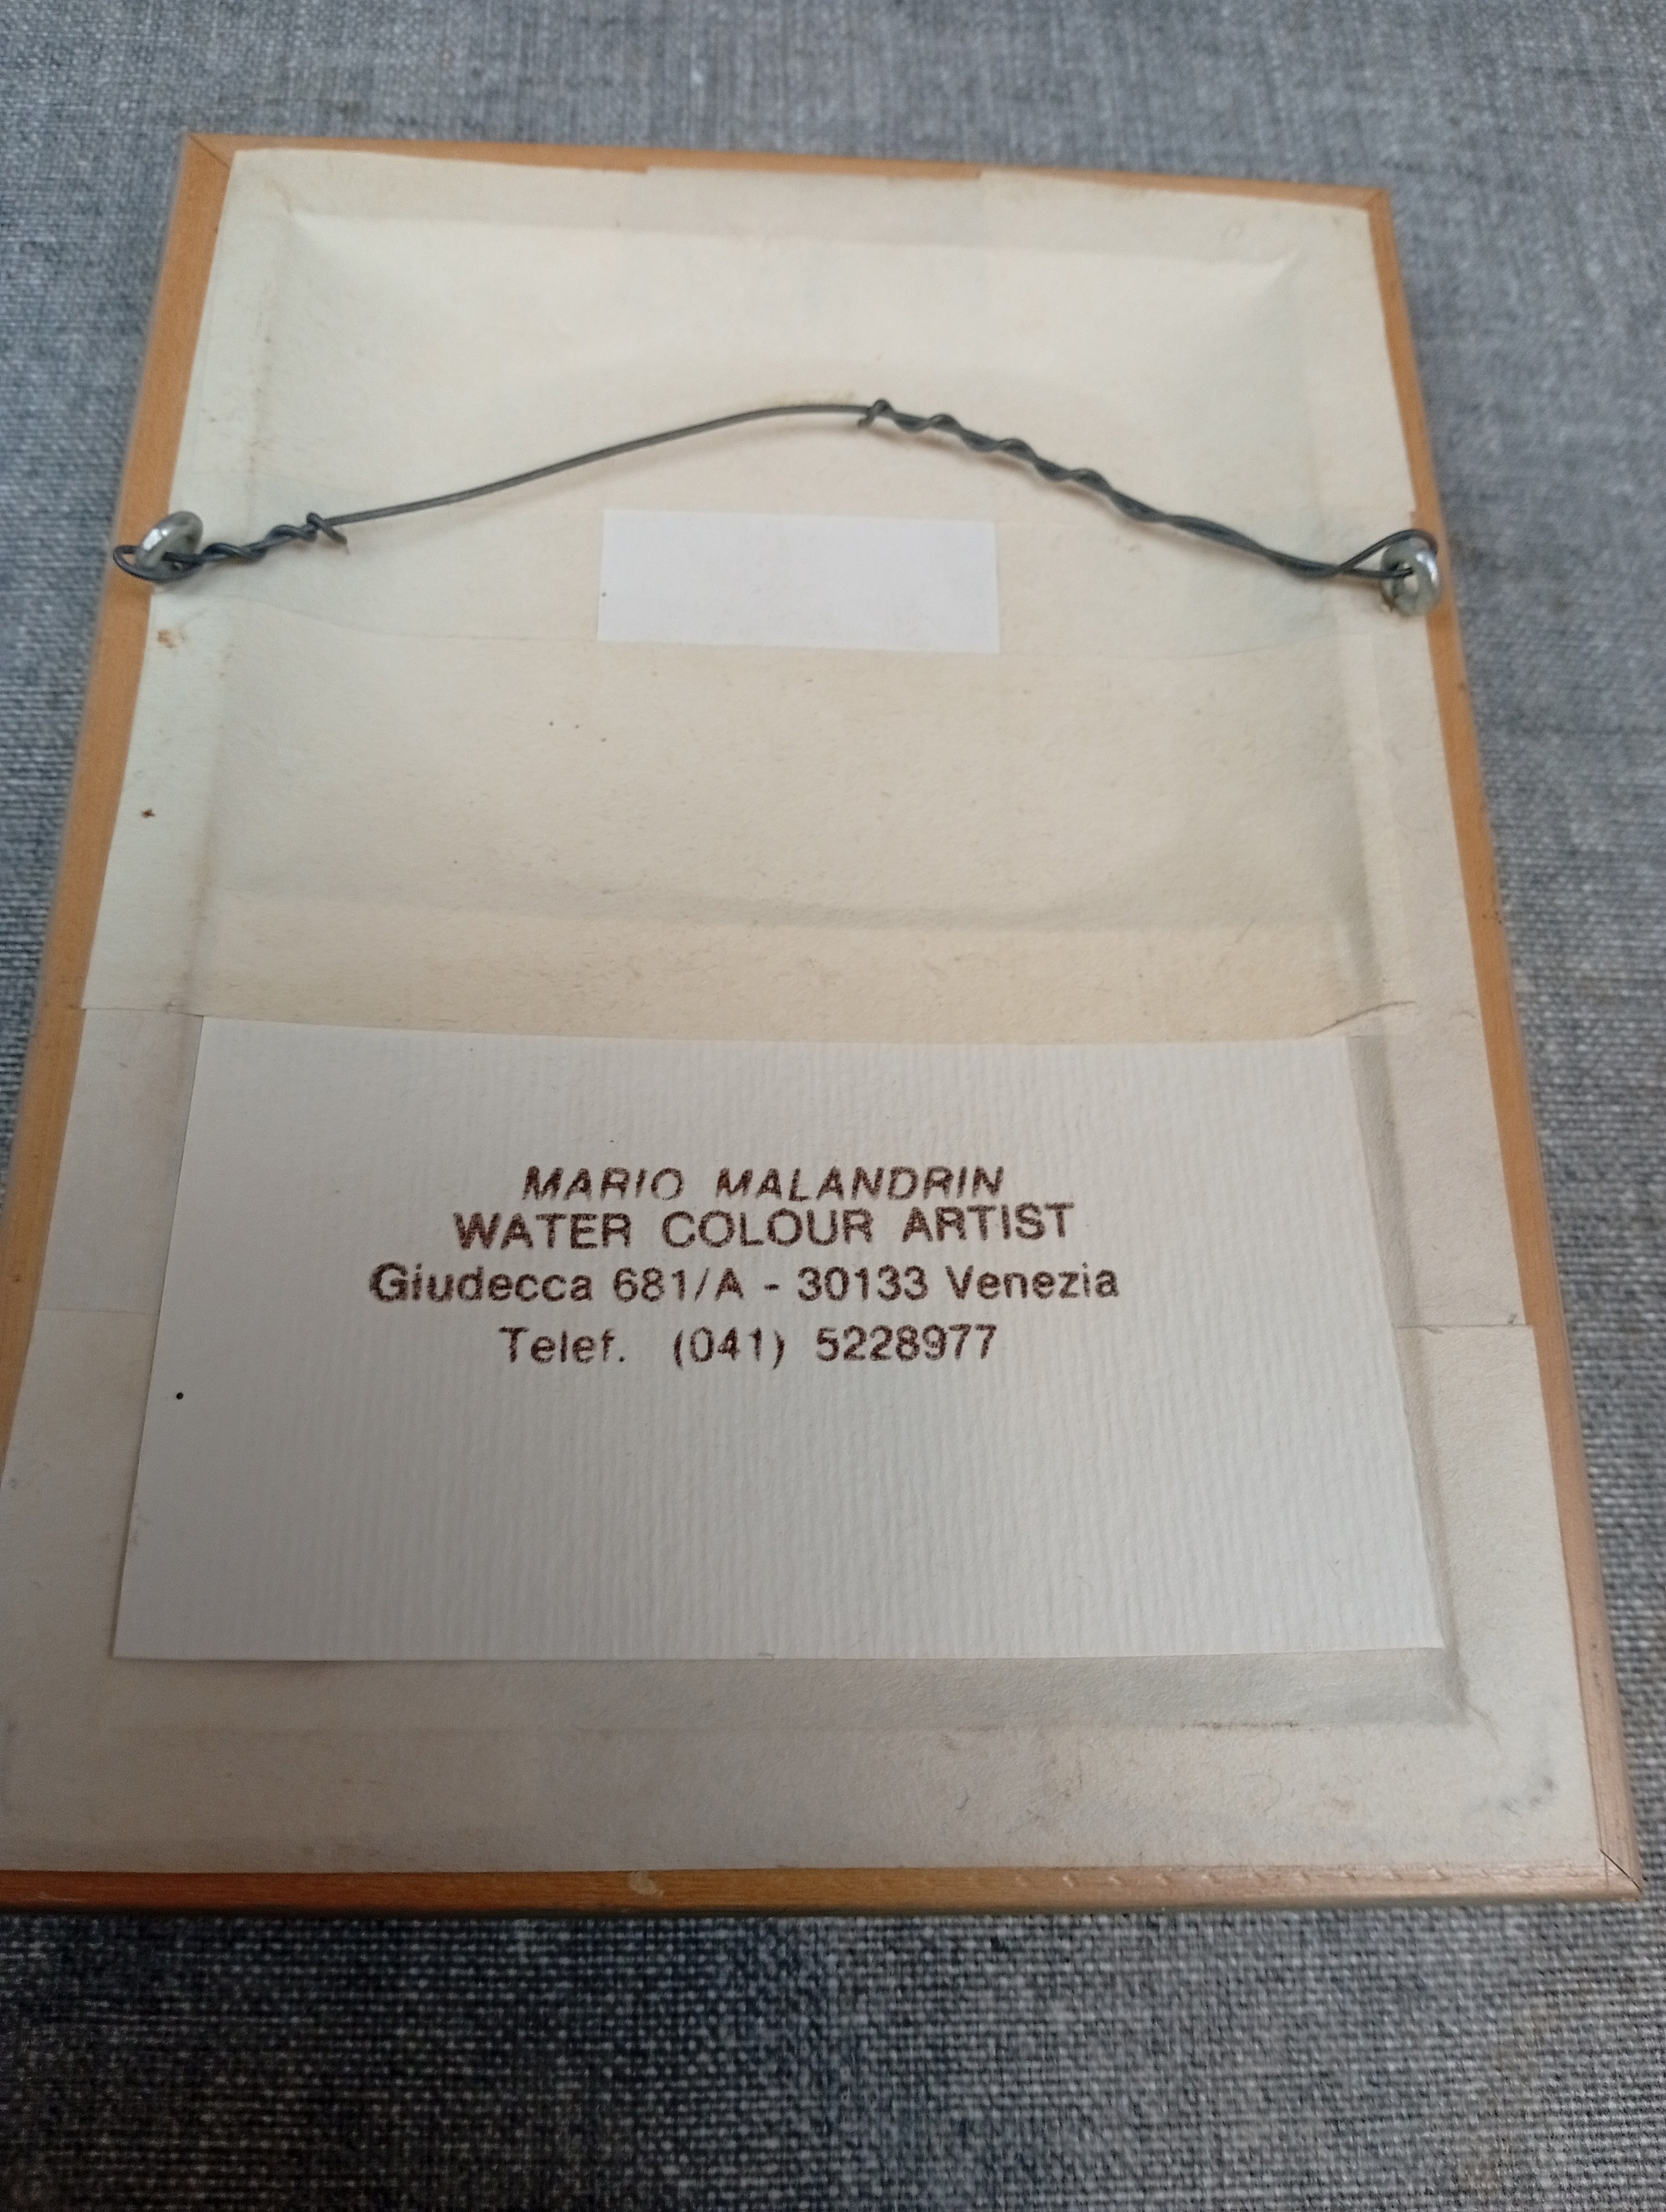 MARIO MALANDRIN
WATER COLOUR ARTIST
Giudecca 681/A - 30133 Venezia
Telef. (041) 5228977